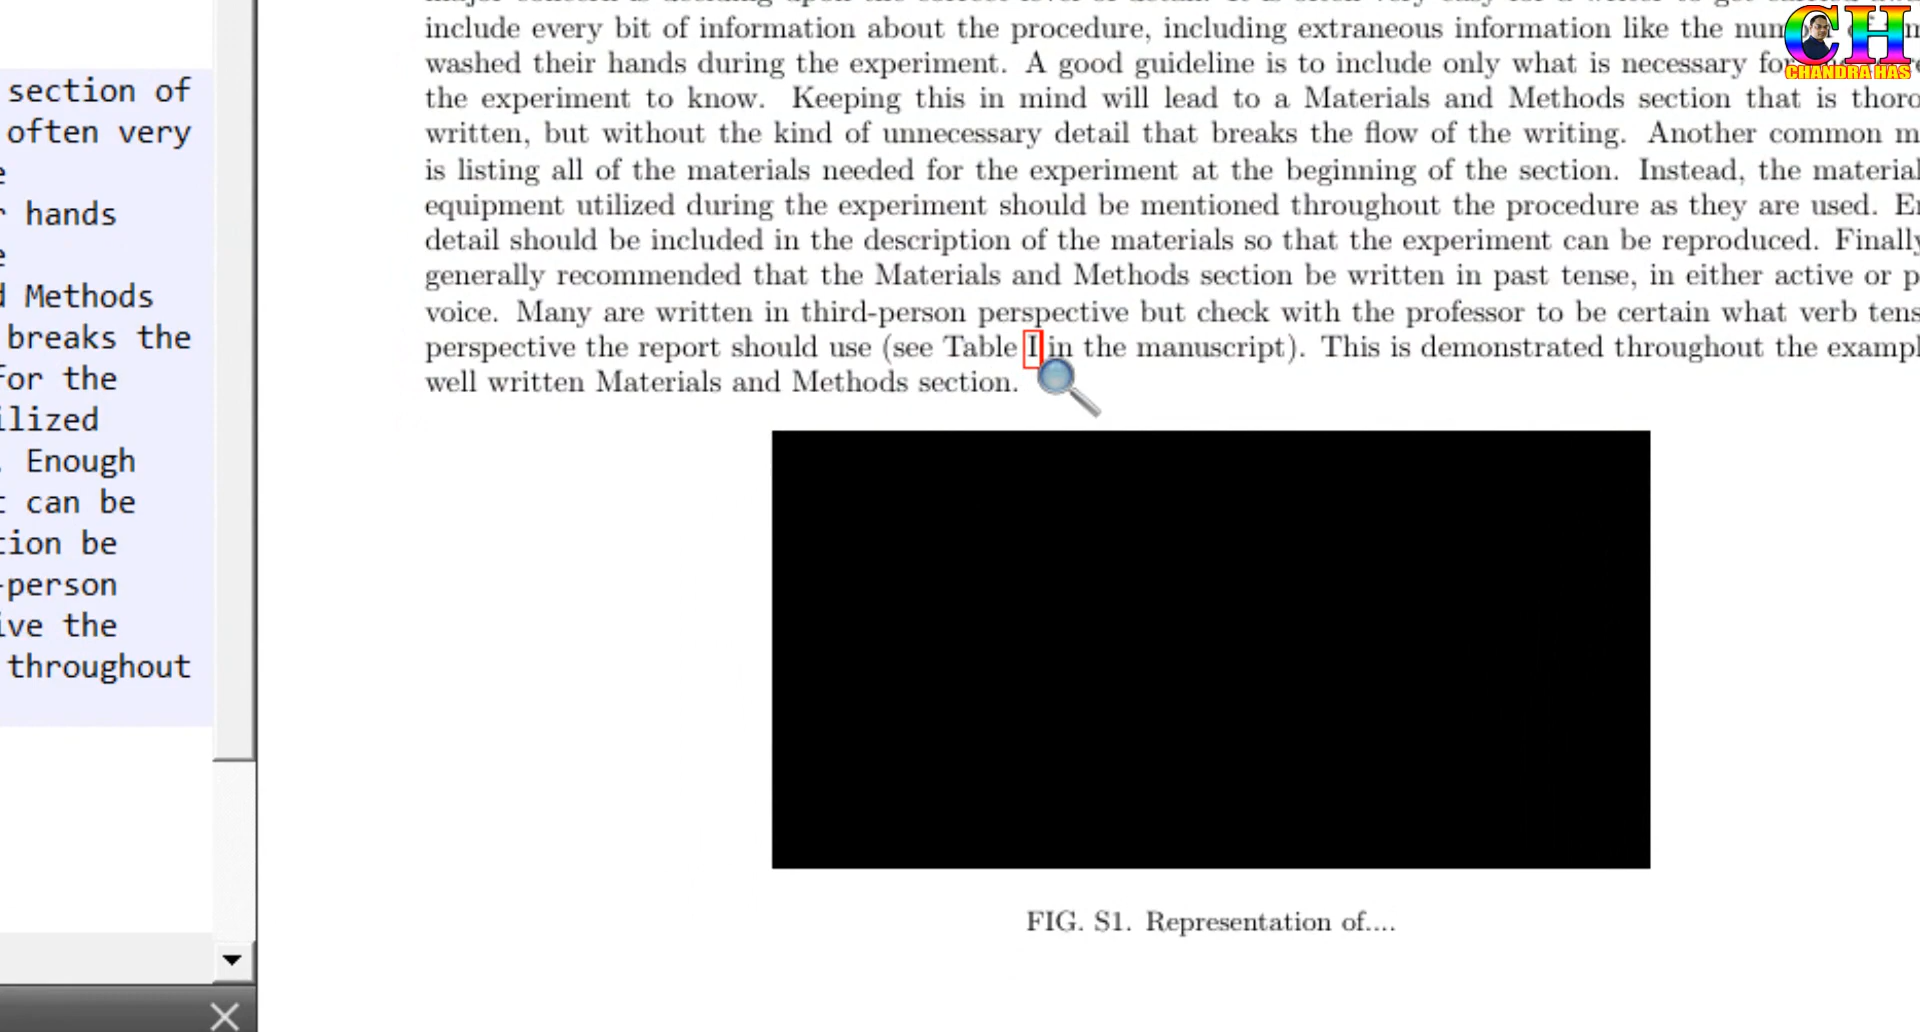 section of
often very
hands
Methods
breaks the
for the
Enough
can be
be
the
throughout
include every bit of information about the procedure, including extraneous information like the
washed their hands during the experiment. A good guideline is to include only what is necessary for
the experiment to know. Keeping this in mind will lead to a Materials and Methods section that is
written, but without the kind of unnecessary detail that breaks the flow of the writing. Another common
is listing all of the materials needed for the experiment at the beginning of the section. Instead, the
equipment utilized during the experiment should be mentioned throughout the procedure as they are used.
detail should be included in the description of the materials so that the experiment can be reproduced. Finally
generally recommended that the Materials and Methods section be written in past tense, in either active or
voice. Many are written in third-person perspective but check with the professor to be certain what verb
perspective the report should use (see Table I in the manuscript). This is demonstrated throughout the
well written Materials and Methods section.
FIG. S1. Representation of....
CH
CHANDRA HAS